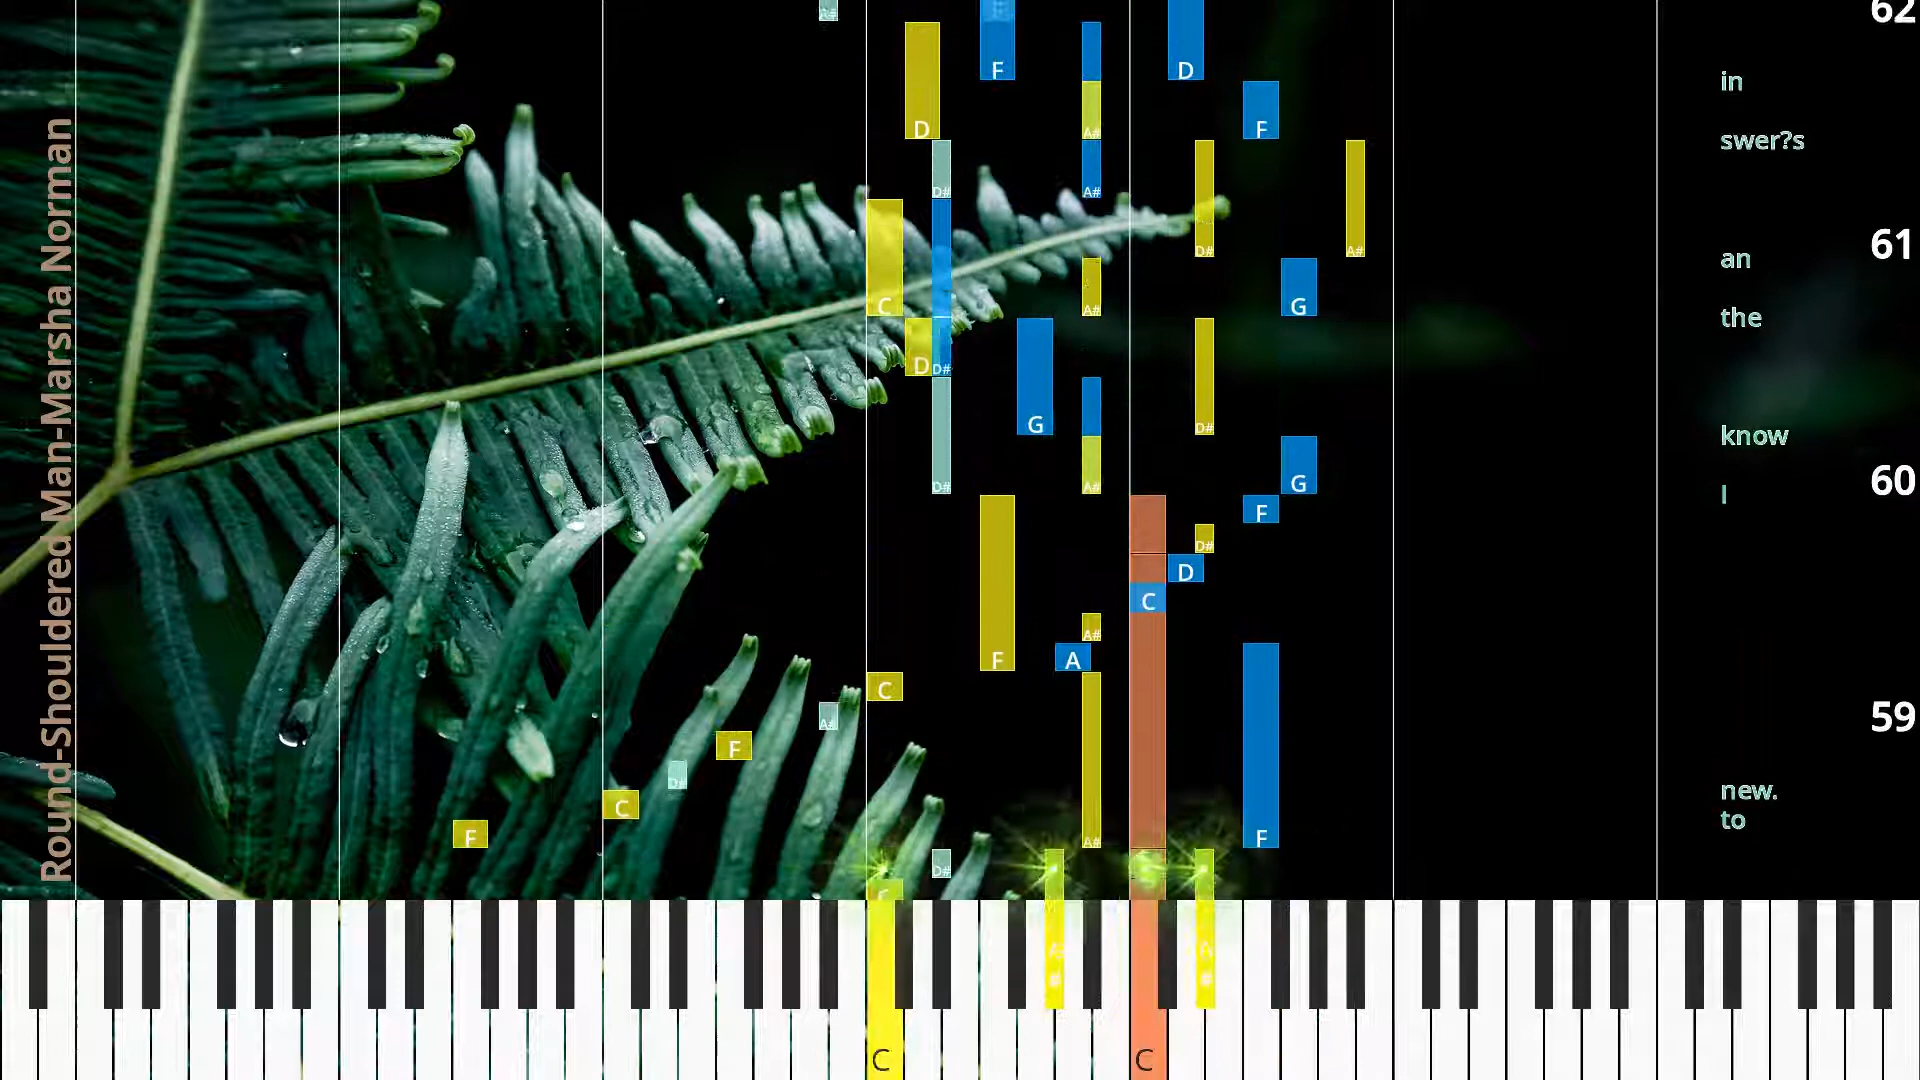 Round-Shouldered Man-Marsha Norman
62
F
D
in
D
A#
F
swer?s
D#
A#
C
D#
A#
61
an
A#
G
the
D
D#
G
D#
know
D#
A#
G
60
I
F
D#
D
C
A#
F
A
C
A#
59
F
D#
new.
C
to
F
A#
F
D#
C
C